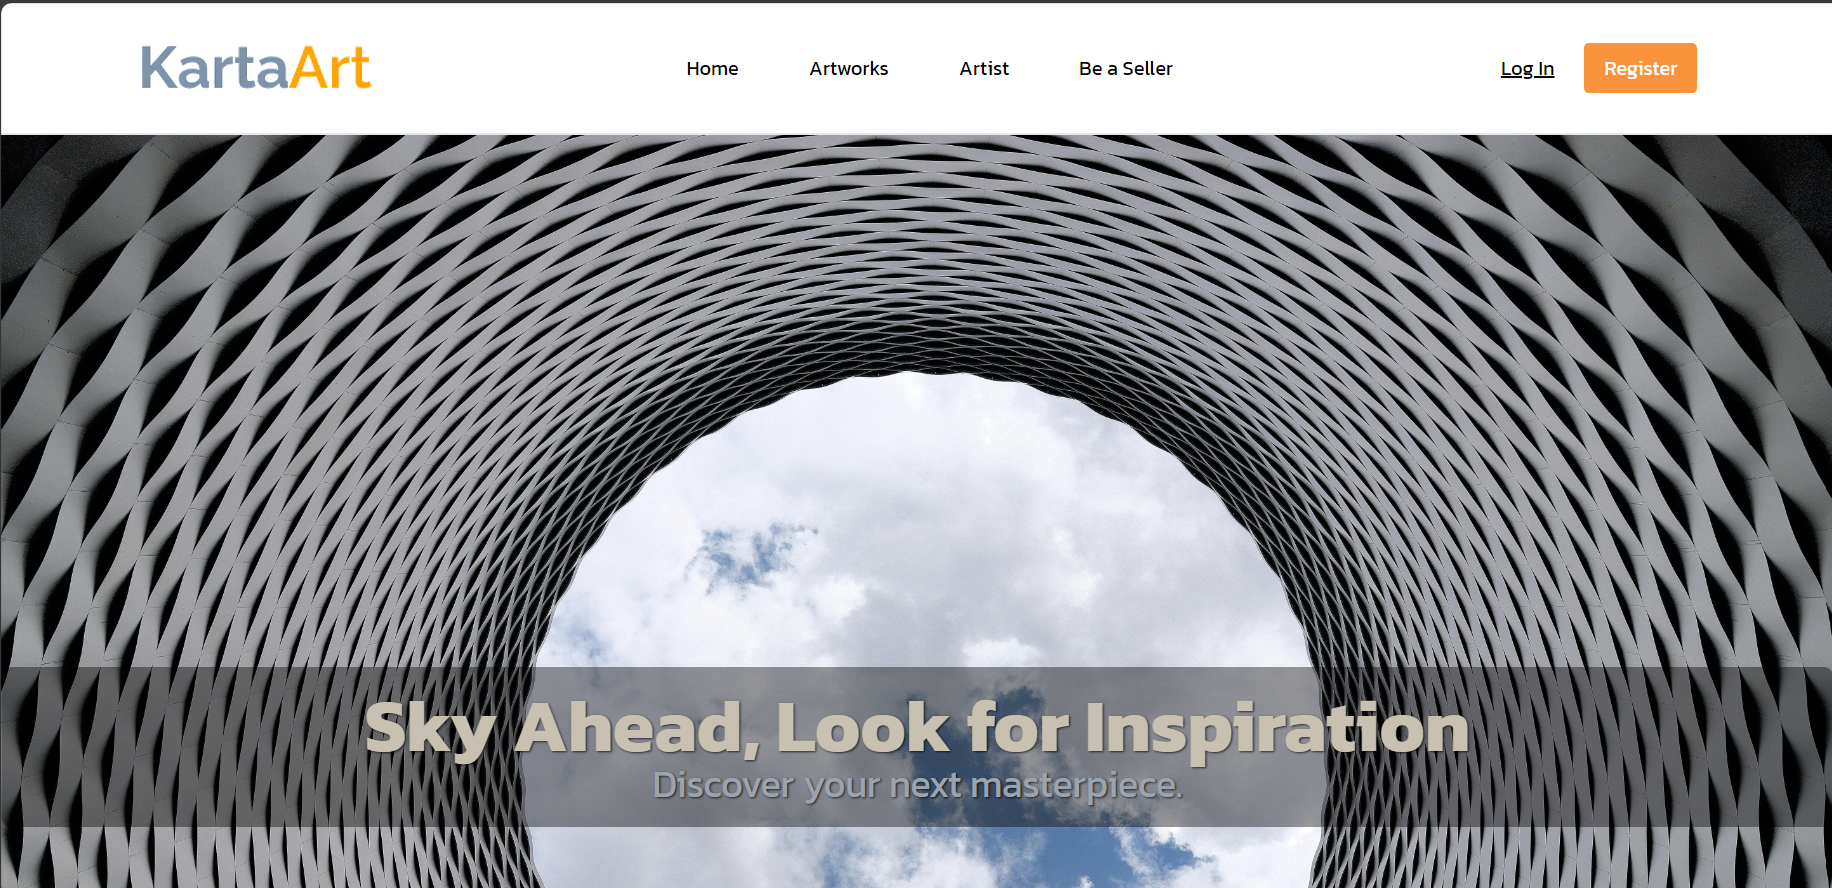 KartaArt
Home Artworks Artist Be a Seller Log In Register
Sky Ahead, Look for Inspiration
Discover your next masterpiece.